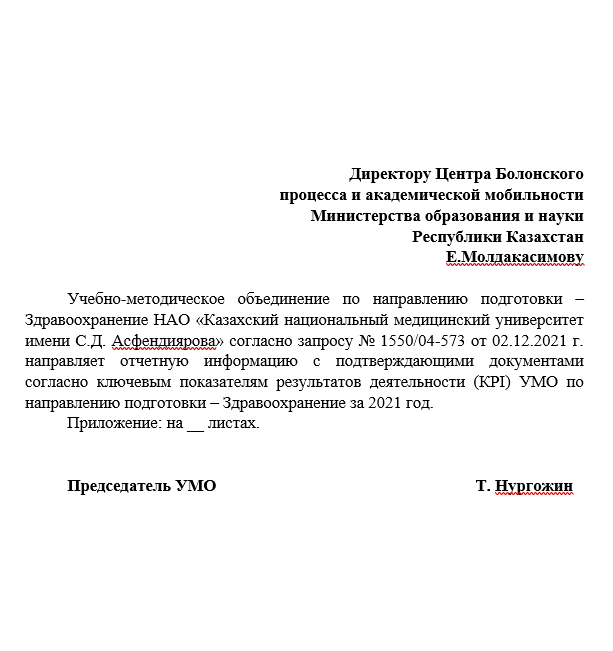 Директору Центра Болонского
процесса и академической мобильности
Министерства образования и науки
Республики Казахстан
Е.Молдакасимову
Учебно-методическое объединение по направлению подготовки –
Здравоохранение НАО «Казахский национальный медицинский университет
имени С.Д. Асфендиярова» согласно запросу № 1550/04-573 от 02.12.2021 г.
направляет отчетную информацию с подтверждающими документами
согласно ключевым показателям результатов деятельности (KPI) УМО по
направлению подготовки – Здравоохранение за 2021 год.
Приложение: на __ листах.
Председатель УМО Т. Нургожин